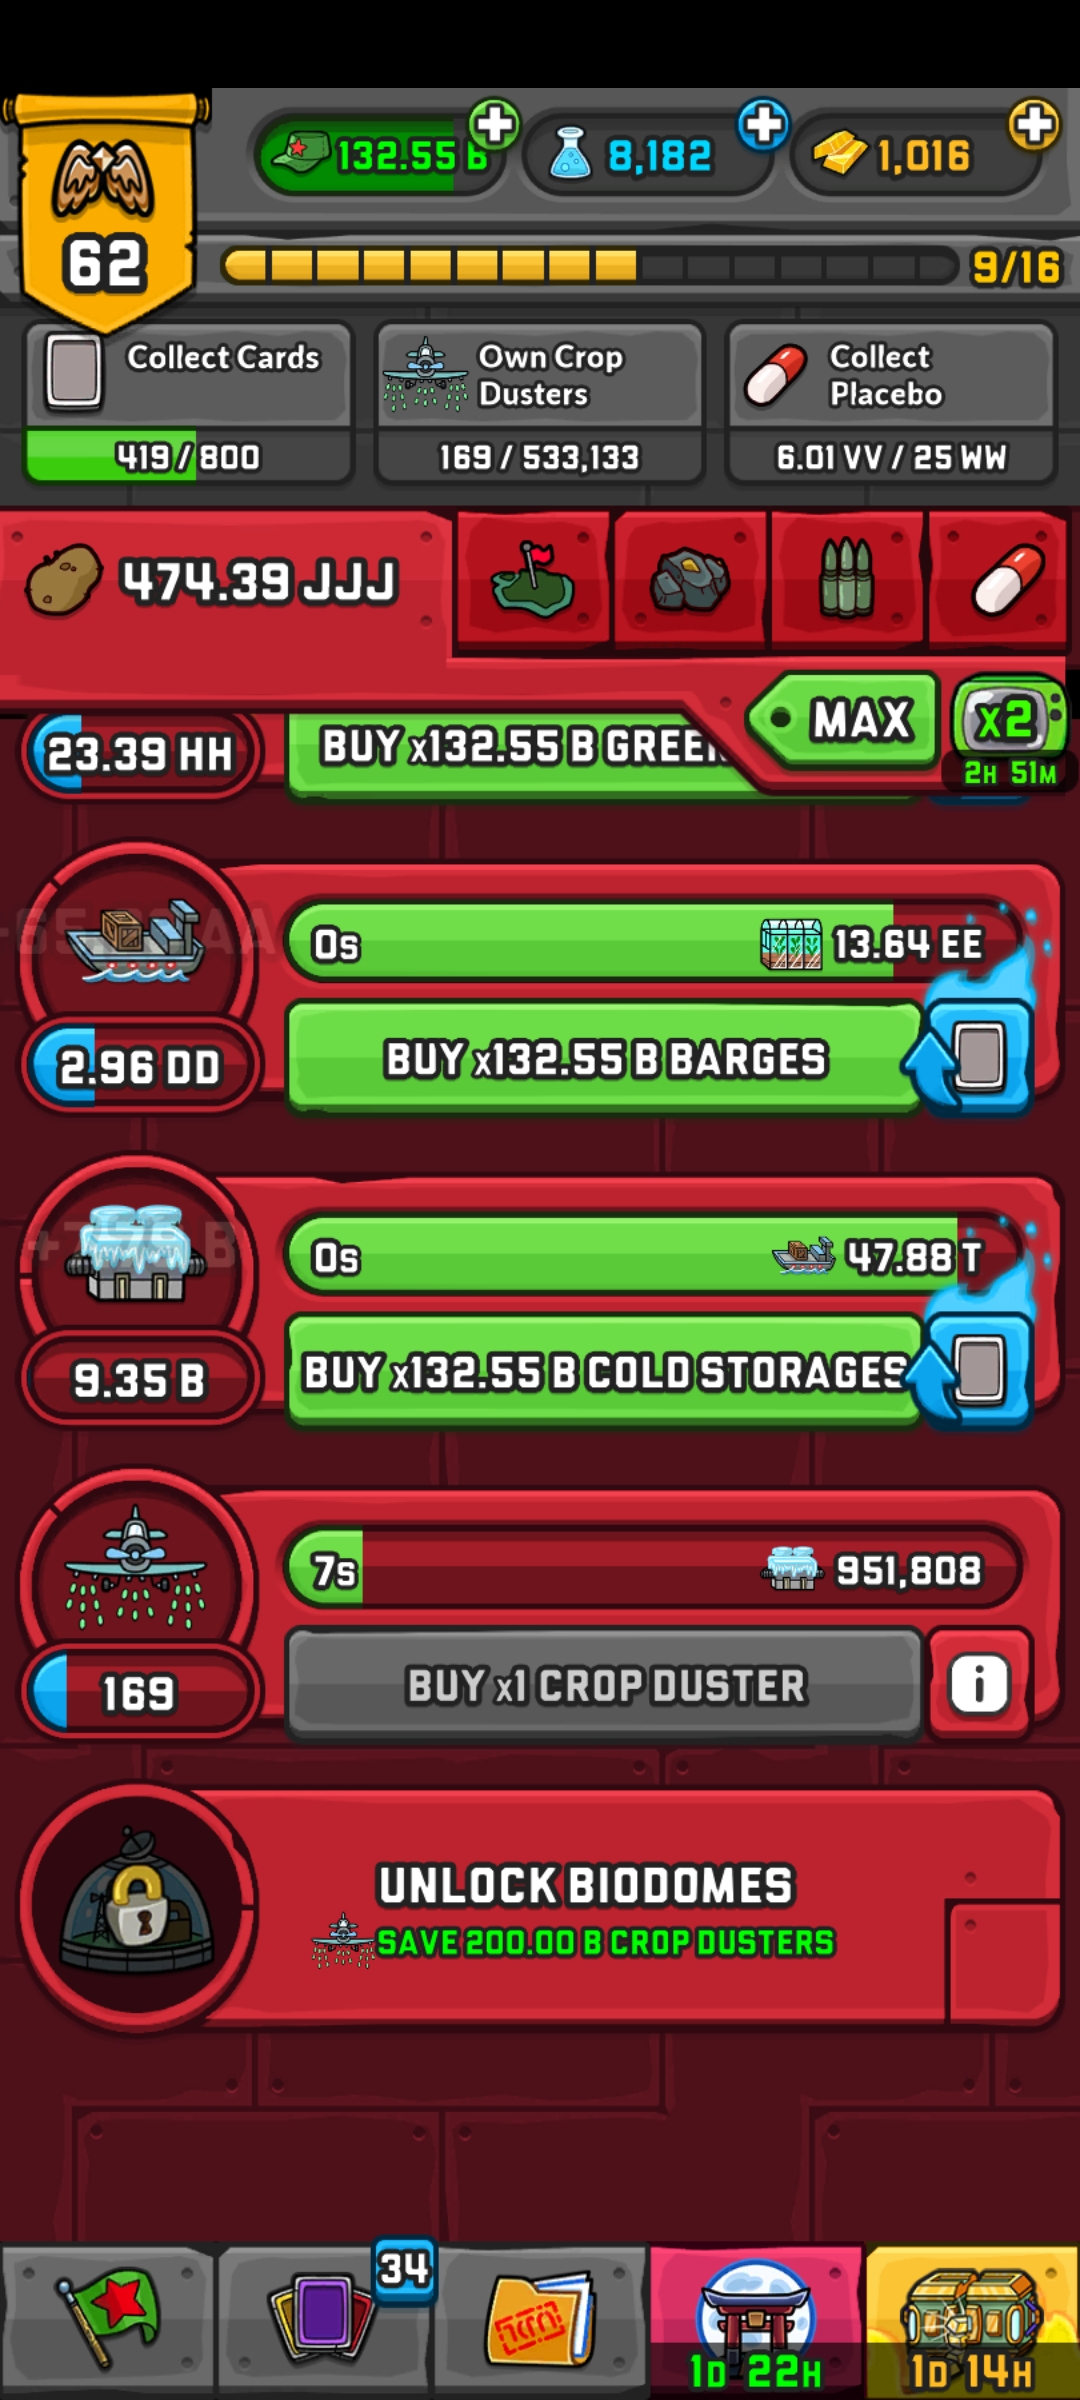 132.55 B
8,182
1,016
62
9/16
Collect Cards
419 / 800
Own Crop
Dusters
169 / 533,133
Collect
Placebo
6.01 VV / 25 WW
474.39 JJJ
MAX
x2
2H 51M
23.39 HH
BUY x132.55 B
0s
13.64 EE
2.96 DD
BUY x132.55 B BARGES
0s
47.88 T
9.35 B
BUY x132.55 B COLD STORAGES
7s
951,808
169
BUY x1 CROP DUSTER
i
UNLOCK BIODOMES
SAVE 200.00 B CROP DUSTERS
34
1D 22H
1D 14H